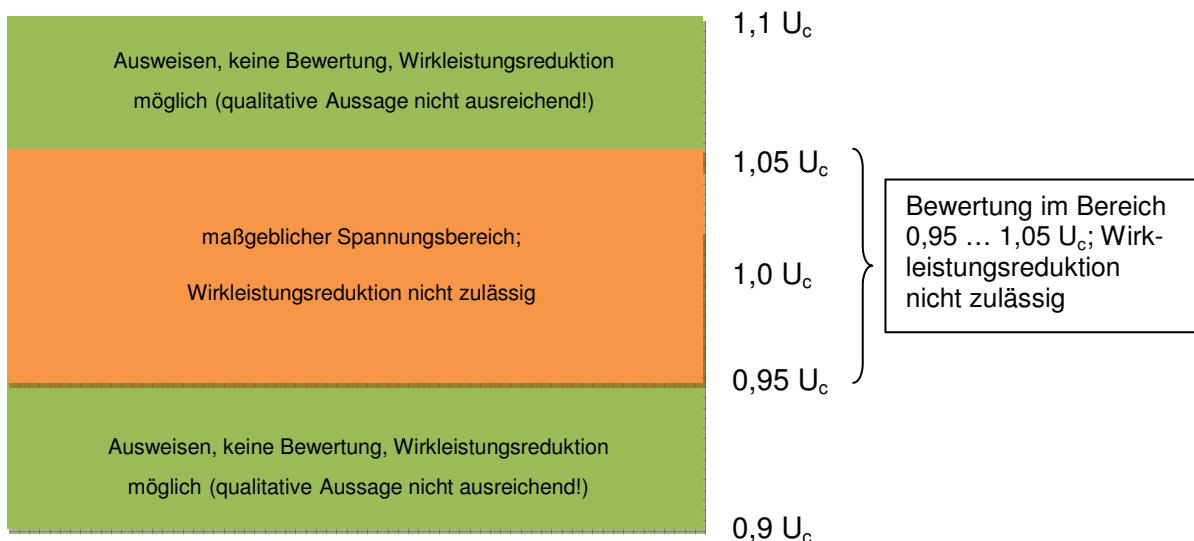 1,1 Uc
Ausweisen, keine Bewertung, Wirkleistungsreduktion
möglich (qualitative Aussage nicht ausreichend!)
1,05 Uc
maßgeblicher Spannungsbereich;
Wirkleistungsreduktion nicht zulässig
1,0 Uc
Bewertung im Bereich
0,95 … 1,05 Uc; Wirk-
leistungsreduktion
nicht zulässig
0,95 Uc
Ausweisen, keine Bewertung, Wirkleistungsreduktion
möglich (qualitative Aussage nicht ausreichend!)
0,9 Uc